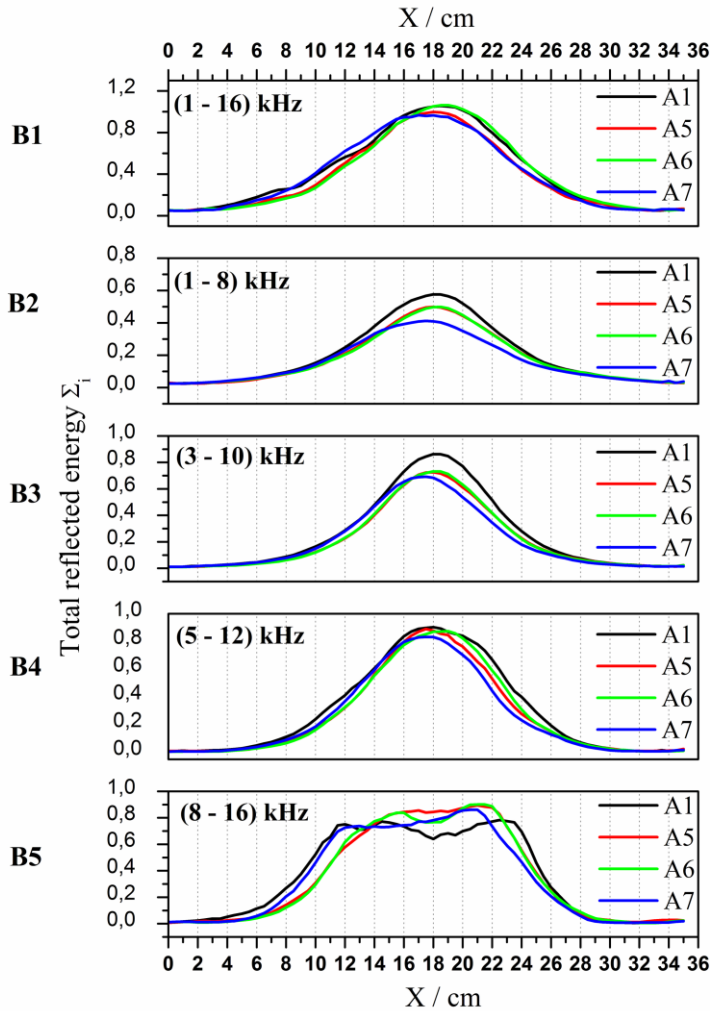 X / cm
0 2 4 6 8 10 12 14 16 18 20 22 24 26 28 30 32 34 36
Total reflected energy Σi
B1
(1 - 16) kHz
1,2
0,8
0,4
0,0
A1
A5
A6
A7
B2
(1 - 8) kHz
0,8
0,6
0,4
0,2
0,0
A1
A5
A6
A7
B3
(3 - 10) kHz
1,0
0,8
0,6
0,4
0,2
0,0
A1
A5
A6
A7
B4
(5 - 12) kHz
1,0
0,8
0,6
0,4
0,2
0,0
A1
A5
A6
A7
B5
(8 - 16) kHz
1,0
0,8
0,6
0,4
0,2
0,0
A1
A5
A6
A7
0 2 4 6 8 10 12 14 16 18 20 22 24 26 28 30 32 34 36
X / cm